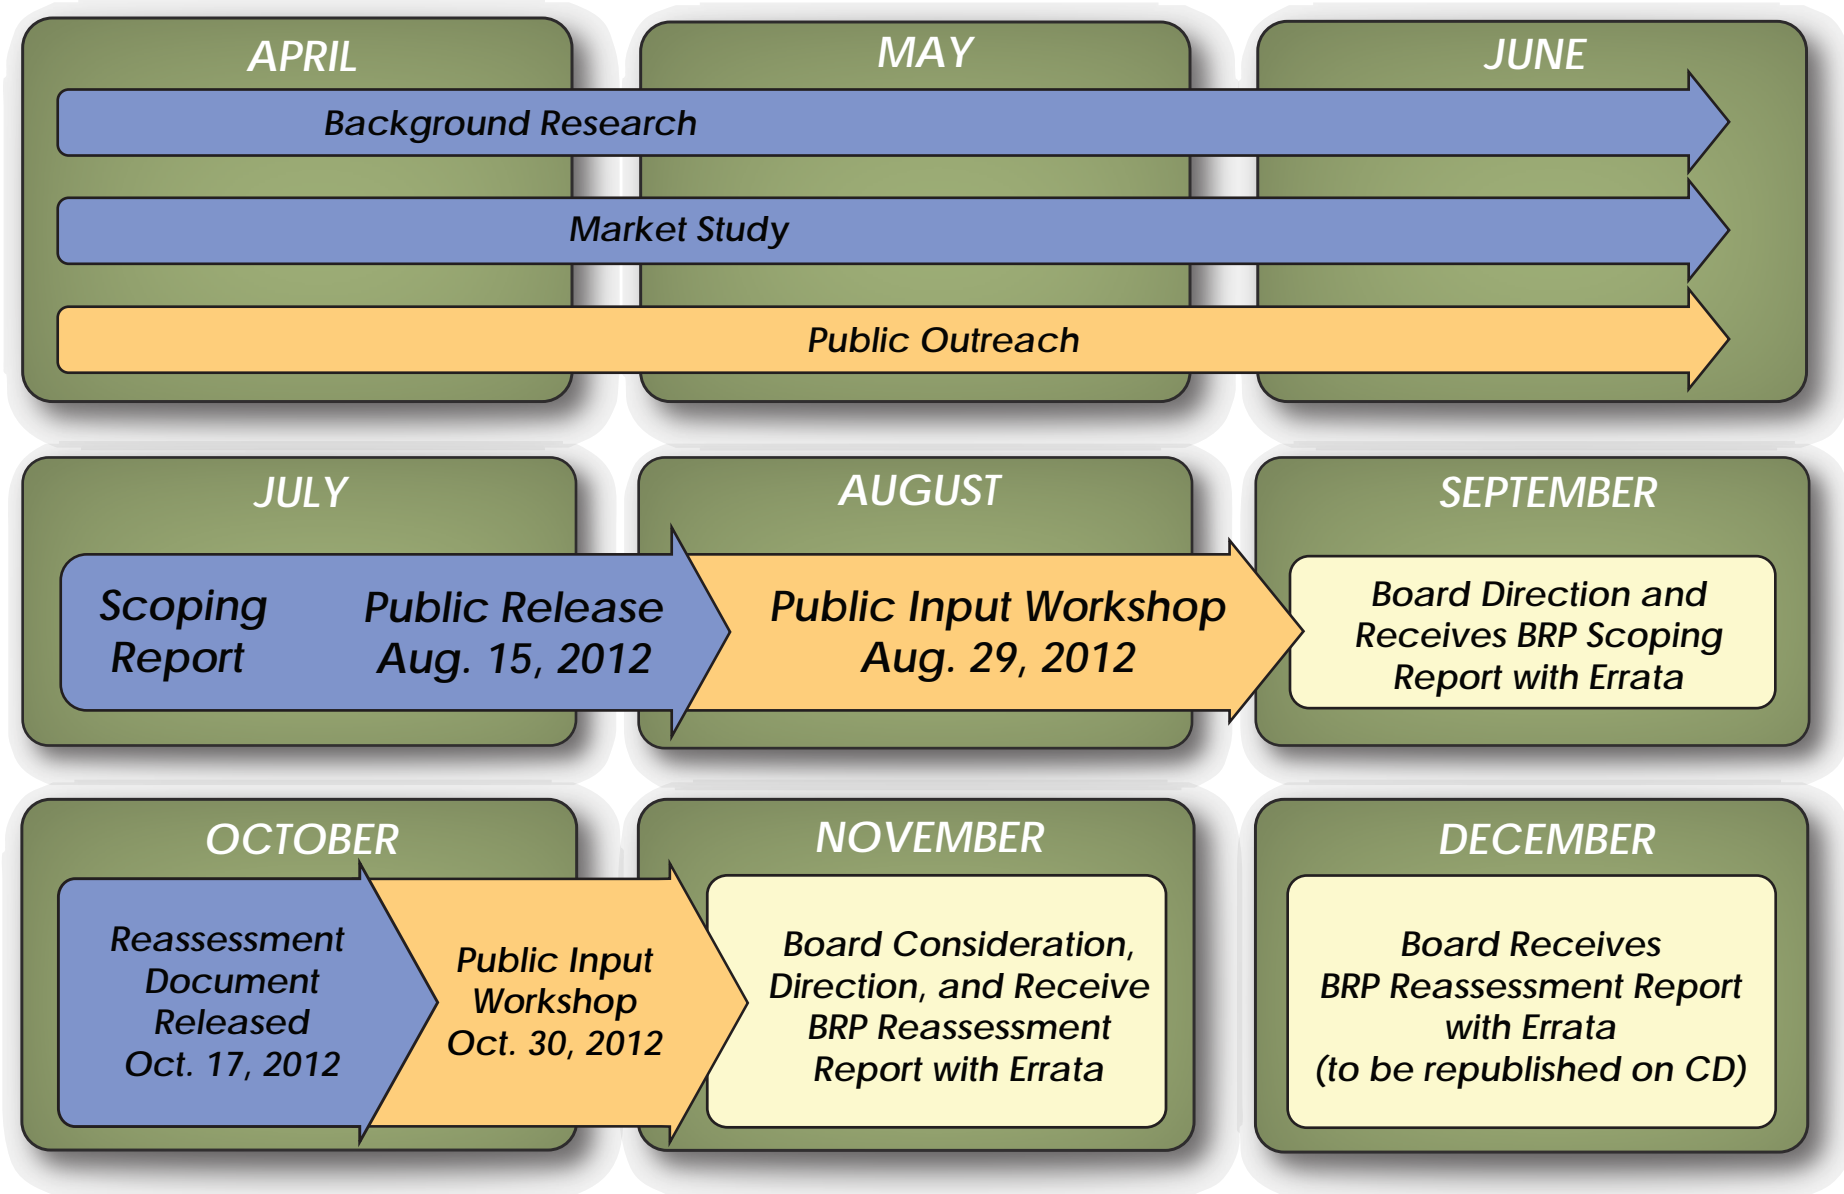 APRIL
MAY
JUNE
Background Research
Market Study
Public Outreach
JULY
AUGUST
SEPTEMBER
Scoping
Report
Public Release
Aug. 15, 2012
Public Input Workshop
Aug. 29, 2012
Board Direction and
Receives BRP Scoping
Report with Errata
OCTOBER
NOVEMBER
DECEMBER
Reassessment
Document
Released
Oct. 17, 2012
Public Input
Workshop
Oct. 30, 2012
Board Consideration,
Direction, and Receive
BRP Reassessment
Report with Errata
Board Receives
BRP Reassessment Report
with Errata
(to be republished on CD)